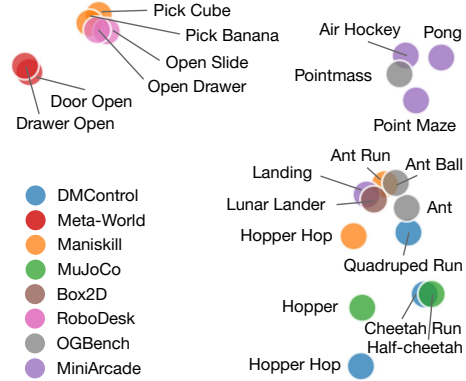 Pick Cube
Pick Banana
Open Slide
Open Drawer
Door Open
Drawer Open
Air Hockey
Pong
Pointmass
Point Maze
Ant Run
Ant Ball
Landing
Lunar Lander
Ant
Hopper Hop
Quadruped Run
Hopper
Cheetah Run
Half-cheetah
Hopper Hop
DMControl
Meta-World
Maniskill
MuJoCo
Box2D
RoboDesk
OGBench
MiniArcade